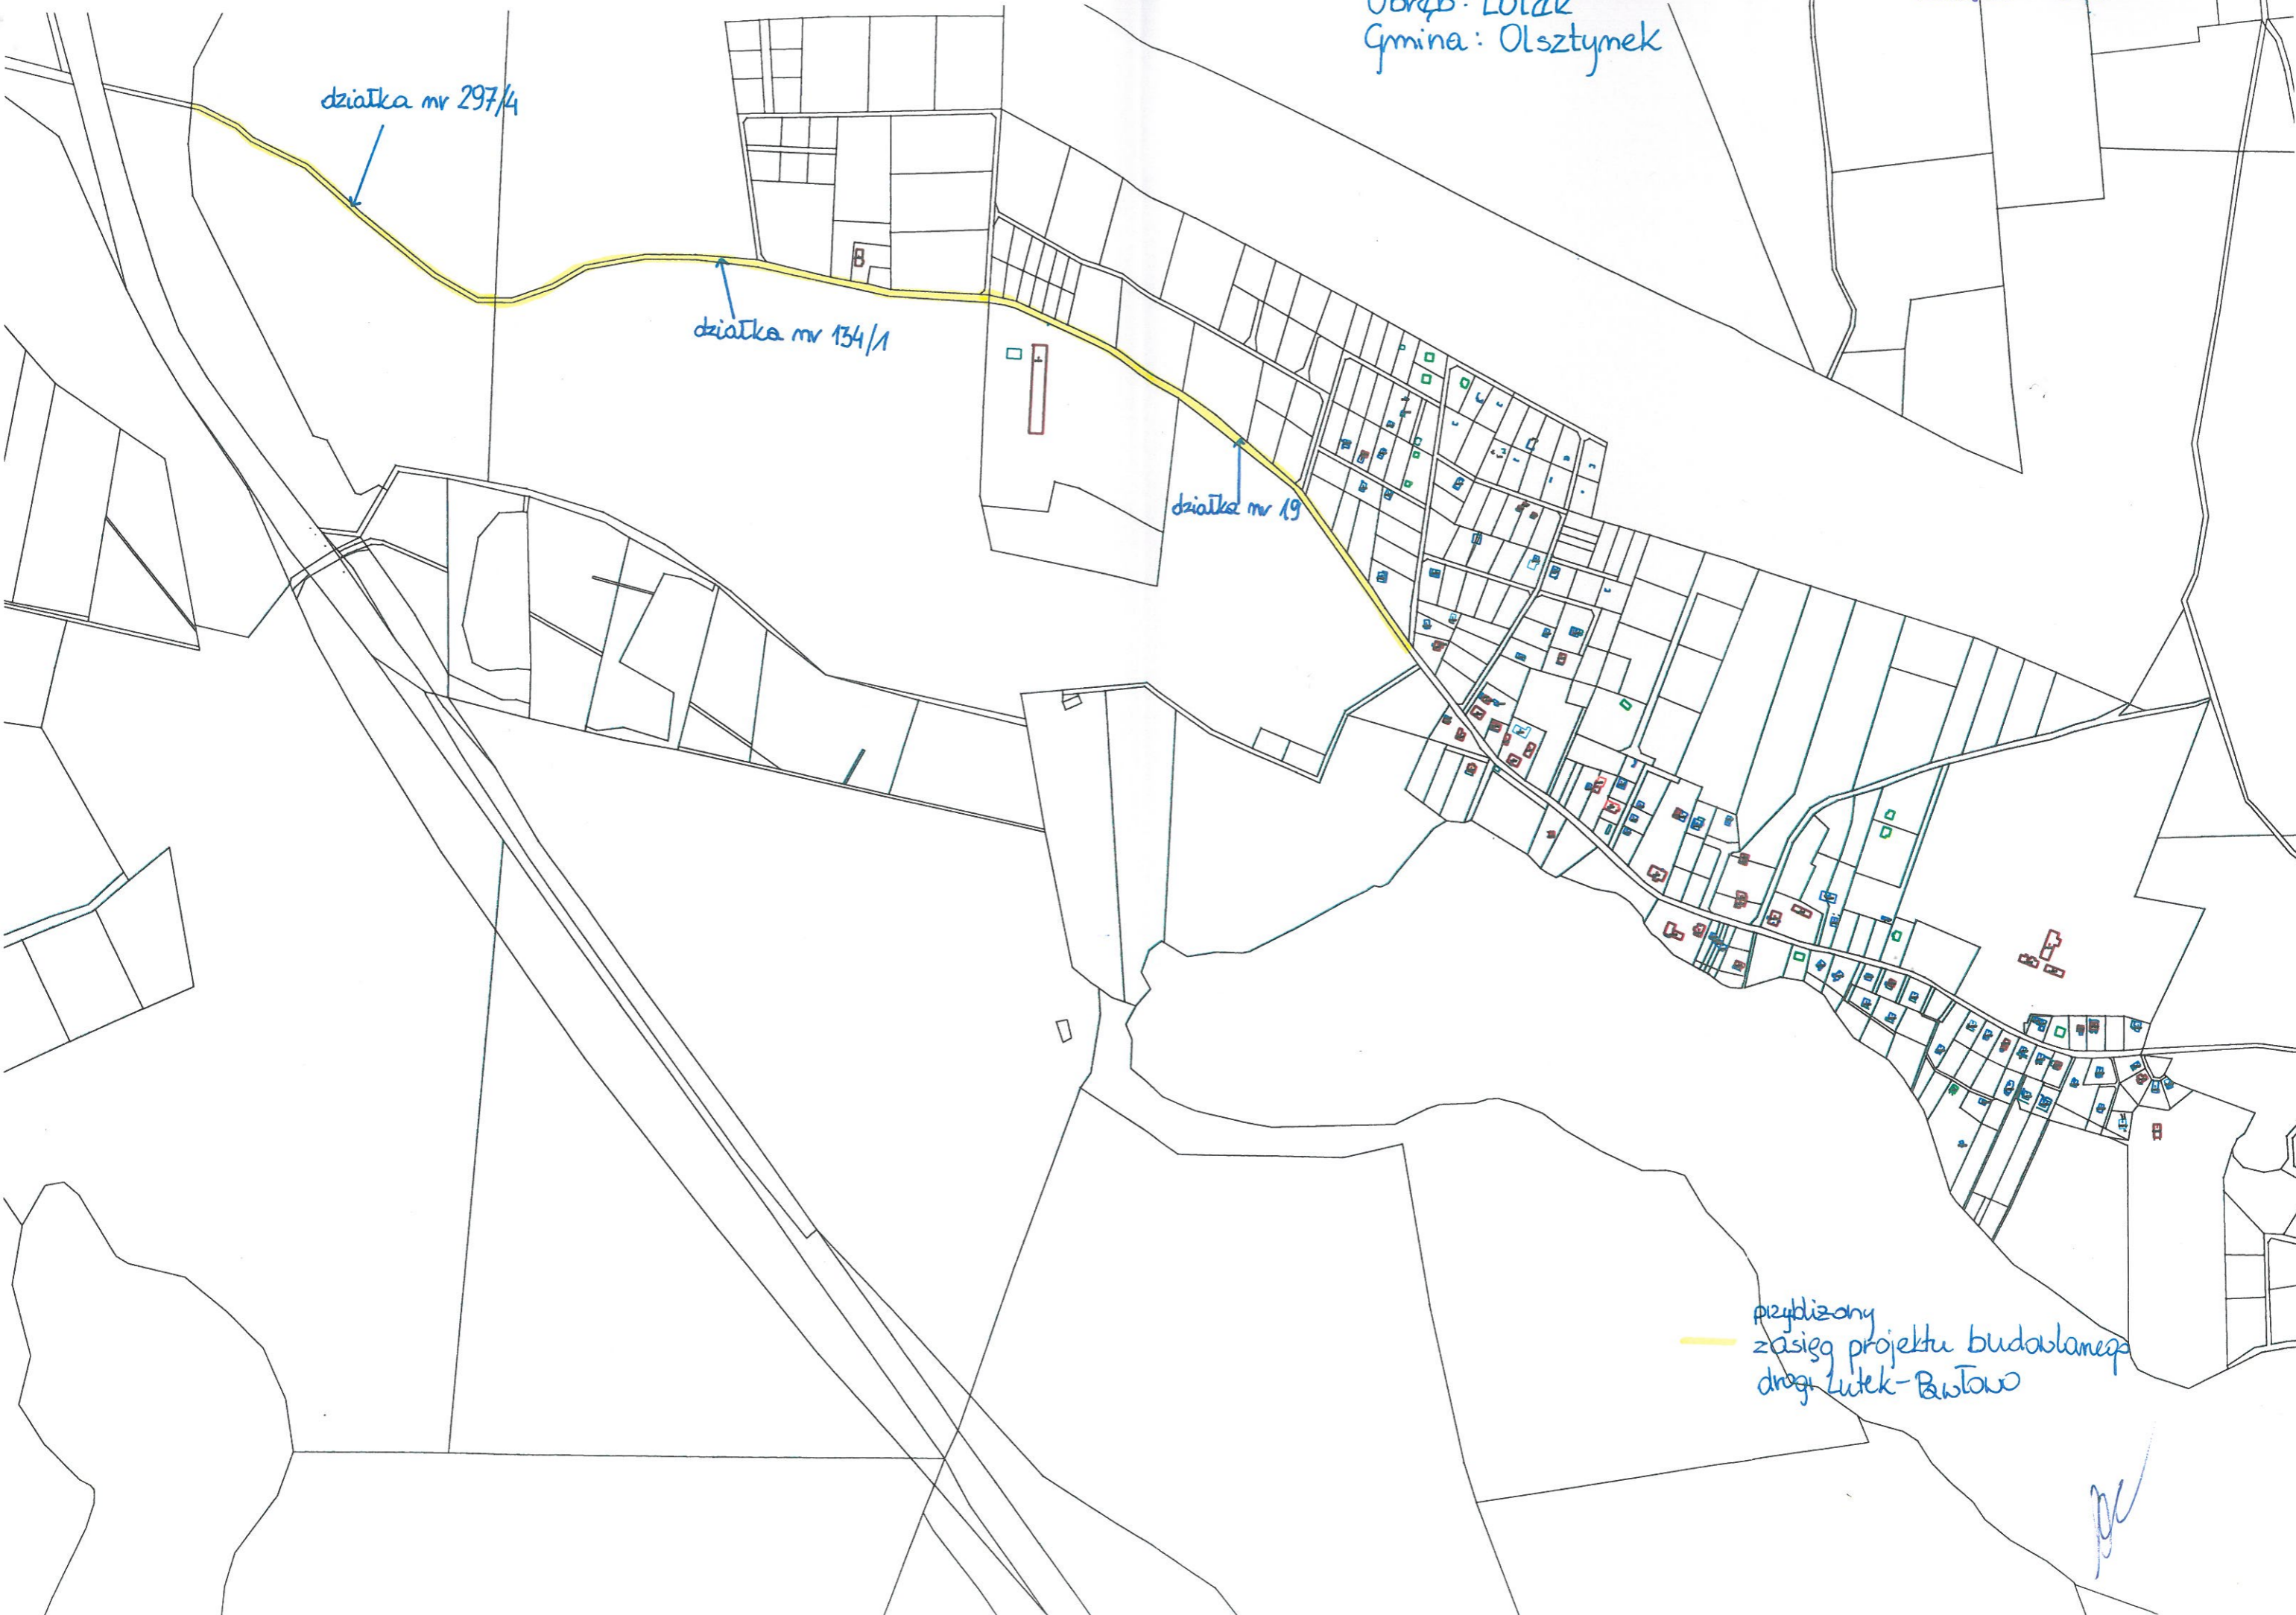 Gmina: Olsztynek
działka nr 297/4
działka nr 134/1
działka nr 19
przybliżony
zasięg projektu budowlanego
drogi Lutek-Pawłowo